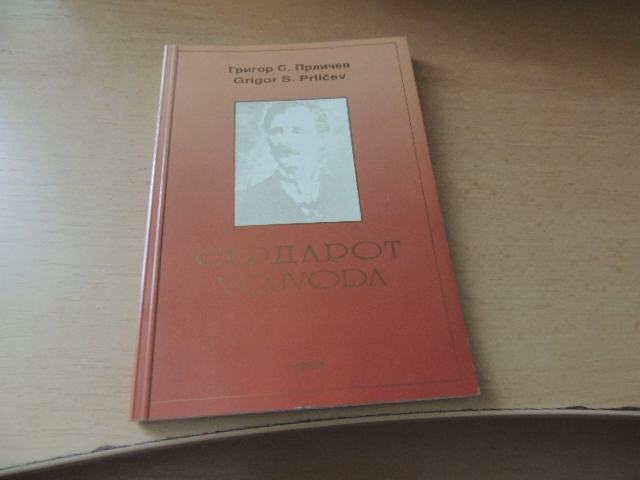 Григор С. Прличев
Grigor S. Prličev
СЕРДАРОТ
VOJVODA